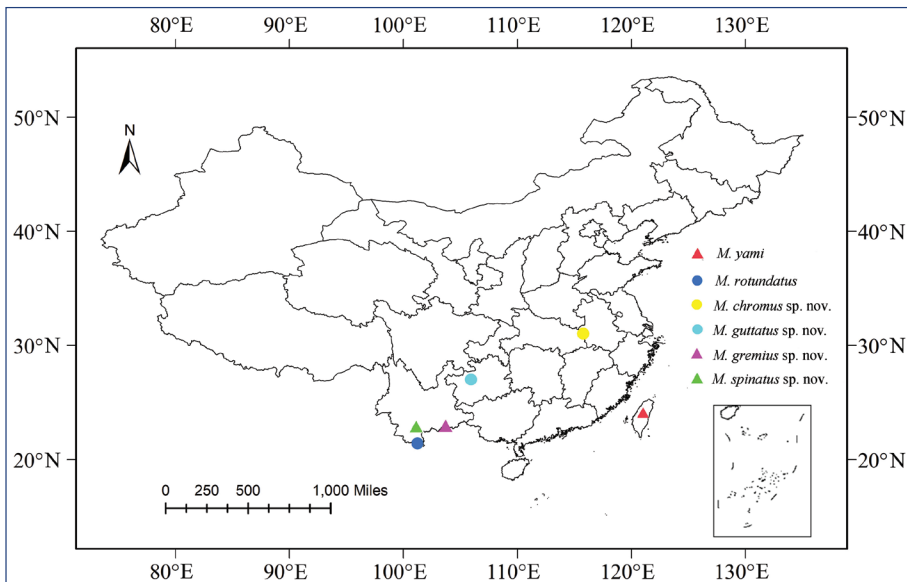 80°E 90°E 100°E 110°E 120°E 130°E
50°N 50°N
N
40°N 40°N
M. yami
M. rotundatus
M. chromus sp. nov.
M. guttatus sp. nov.
M. gremius sp. nov.
M. spinatus sp. nov.
30°N 30°N
20°N 20°N
0 250 500 1,000 Miles
80°E 90°E 100°E 110°E 120°E 130°E